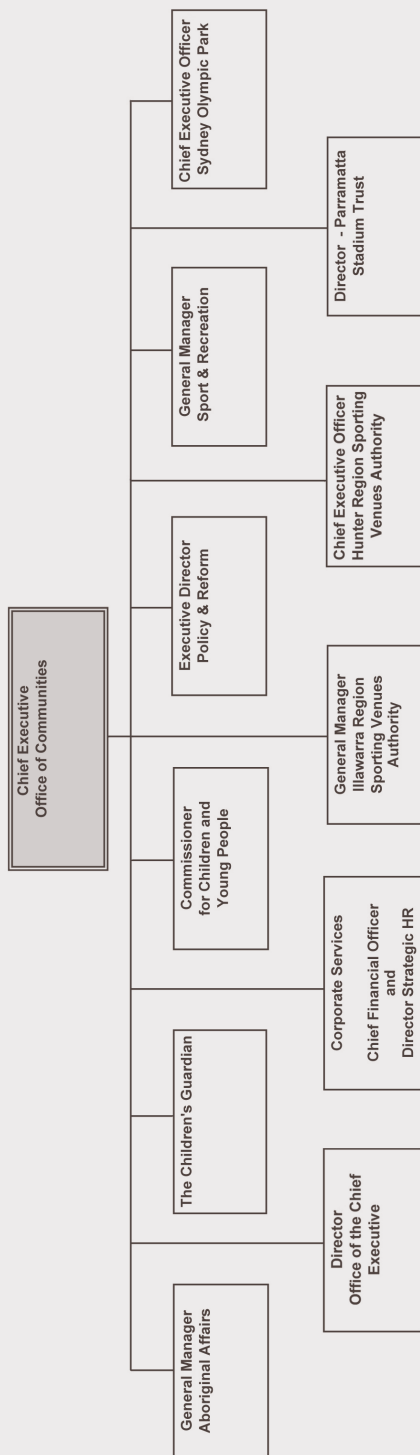 Chief Executive
Office of Communities
General Manager
Aboriginal Affairs
The Children's Guardian
Commissioner
for Children and
Young People
Executive Director
Policy & Reform
General Manager
Sport & Recreation
Chief Executive Officer
Sydney Olympic Park
Director
Office of the Chief
Executive
Corporate Services
Chief Financial Officer
and
Director Strategic HR
General Manager
Illawarra Region
Sporting Venues
Authority
Chief Executive Officer
Hunter Region Sporting
Venues Authority
Director - Parramatta
Stadium Trust